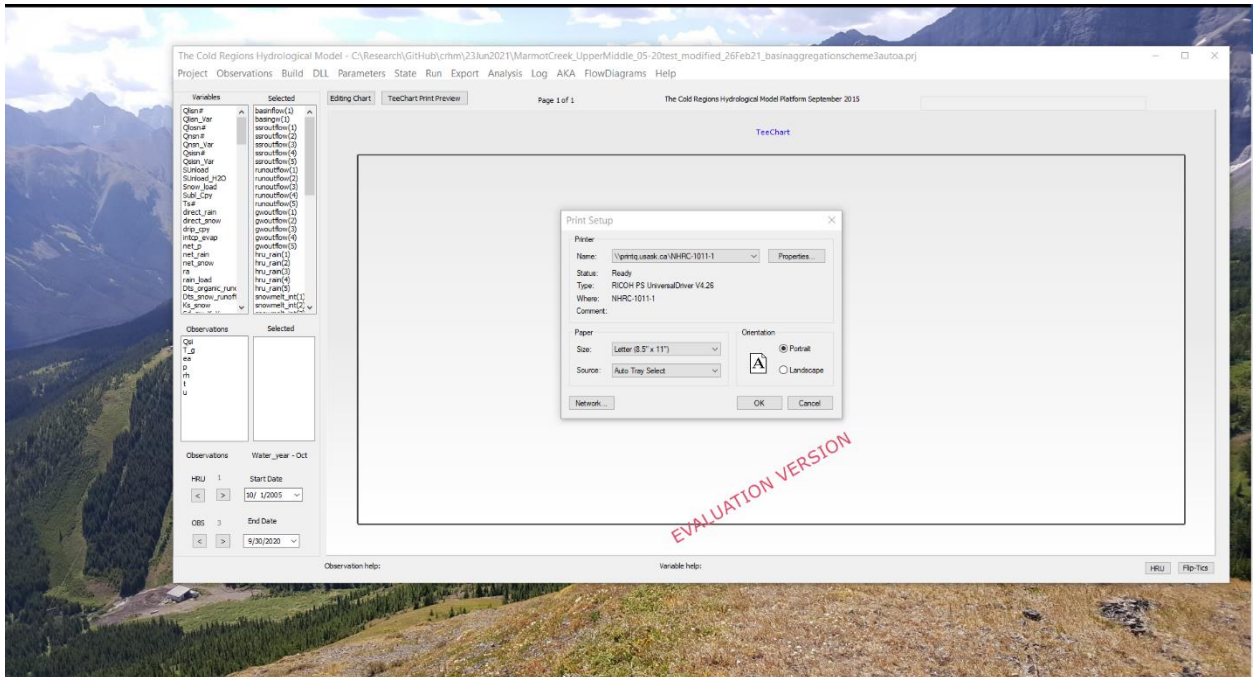 The Cold Regions Hydrological Model - C:\Research\GitHub\crhm\23Jun2021\MarmotCreek_UpperMiddle_05-20test_modified_26Feb21_basinaggregationscheme3autoa.prj
Project Observations Build DLL Parameters State Run Export Analysis Log AKA FlowDiagrams Help
Variables
Selected
Editing Chart
TeeChart Print Preview
Page 1 of 1
The Cold Regions Hydrological Model Platform September 2015
TeeChart
Qlisn#
Qlisn_Var
Qlosn#
Qnsn#
Qnsn_Var
Qsisn#
Qsisn_Var
SUnload
SUnload_H2O
Snow_load
Subl_Cpy
Ts#
direct_rain
direct_snow
drip_cpy
intcp_evap
net_p
net_rain
net_snow
ra
rain_load
Dts_organic_runo
Dts_snow_runoff
Ks_snow
basinflow(1)
basingw(1)
ssroutflow(1)
ssroutflow(2)
ssroutflow(3)
ssroutflow(4)
ssroutflow(5)
runoutflow(1)
runoutflow(2)
runoutflow(3)
runoutflow(4)
runoutflow(5)
gwoutflow(1)
gwoutflow(2)
gwoutflow(3)
gwoutflow(4)
gwoutflow(5)
hru_rain(1)
hru_rain(2)
hru_rain(3)
hru_rain(4)
hru_rain(5)
snowmelt_int(1)
snowmelt_int(2)
Observations
Selected
Qsi
T_g
ea
p
rh
t
u
Observations
Water_year - Oct
HRU 1
Start Date
< >
10/ 1/2005
OBS 3
End Date
< >
9/30/2020
Print Setup
Printer
Name: \\printq.usask.ca\NHRC-1011-1
Properties...
Status: Ready
Type: RICOH PS UniversalDriver V4.26
Where: NHRC-1011-1
Comment:
Paper
Orientation
Size: Letter (8.5" x 11")
Portrait
A
Source: Auto Tray Select
Landscape
Network...
OK
Cancel
EVALUATION VERSION
Observation help:
Variable help:
HRU
Flip-Tics